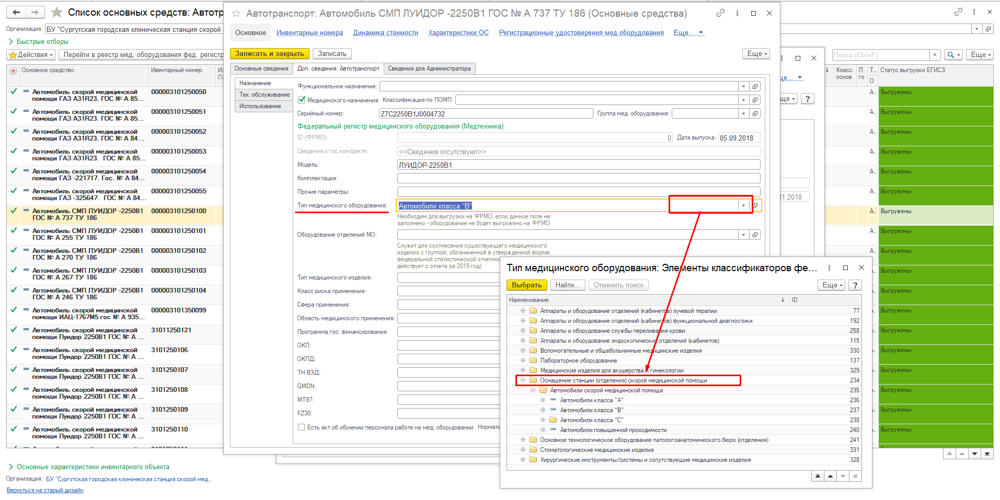 Список основных средств: Автотр
Организация:
БУ "Сургутская городская клиническая станция скорой
Быстрые отборы
Действия
Перейти в реестр мед. оборудования фед. регистр
Основное средство
Ивентарный номер
Автомобиль скорой медицинской
помощи ГАЗ А31R23. ГОС № А 85...
000003101250050
Автомобиль скорой медицинской
помощи ГАЗ А31R23. ГОС № А 85...
000003101250051
Автомобиль скорой медицинской
помощи ГАЗ А31R23. ГОС № А 84...
000003101250052
Автомобиль скорой медицинской
помощи ГАЗ А31R23.  ГОС № А 85...
000003101250053
Автомобиль скорой медицинской
помощи ГАЗ -221717. Гос. № А 84...
000003101250054
Автомобиль скорой медицинской
помощи ГАЗ -325647.  ГОС № А 84...
000003101250055
Автомобиль СМП ЛУИДОР -2250В1
ГОС № А 737 ТУ 186
000003101250100
Автомобиль СМП ЛУИДОР -2250В1
ГОС № А 255 ТУ 186
000003101250101
Автомобиль СМП ЛУИДОР -2250В1
ГОС № А 270 ТУ 186
000003101250102
Автомобиль СМП ЛУИДОР -2250В1
ГОС № А 267 ТУ 186
000003101250103
Автомобиль СМП ЛУИДОР -2250В1
ГОС № А 246 ТУ 186
000003101250104
Автомобиль скорой медицинской
помощи ИАЦ-1767М5 гос № А 935...
000003101350099
Автомобиль скорой медицинской
помощи Луидор 2250В1 ГОС № А ...
31011250121
Автомобиль скорой медицинской
помощи Луидор 2250В1 ГОС № А ...
3101250106
Автомобиль скорой медицинской
помощи Луидор 2250В1 ГОС № А ...
3101250107
Автомобиль скорой медицинской
помощи Луидор 2250В1 ГОС № А ...
3101250108
Автомобиль скорой медицинской
помощи Луидор 2250В1 ГОС № А ...
3101250109
Автомобиль скорой медицинской
помощи Луидор 2250В1 ГОС № А ...
3101250110
Основные характеристики инвентарного объекта
Организация: БУ "Сургутская городская клиническая станция скорой мед...
Вернуться на старый дизайн
Автотранспорт: Автомобиль СМП ЛУИДОР -2250В1 ГОС № А 737 ТУ 186 (Основные средства)
Основное
Инвентарные номера
Динамика стоимости
Характеристики ОС
Регистрационные удостоверения мед.оборудования
Еще...
Записать и закрыть
Записать
Еще
Основные сведения
Доп. сведения: Автотранспорт
Сведения для Администратора
Назначение
Тех. обслуживание
Использование
Функциональное назначение:
Медицинского назначения
Классификация по ПОМП:
Серийный номер:
Z7C2250B1J0004732
Группа мед. оборудования:
Федеральный регистр медицинского оборудования (Медтехника)
ID (ФРМО):
0
Дата выпуска:
05.09.2018
Сведения о гос.контракте:
<<Сведения отсутствуют>>
Модель:
ЛУИДОР-2250В1
Комплектация:
Прочие параметры:
Тип медицинского оборудования:
Автомобили класса "В"
Необходим для выгрузки на ФРМО, если данное поле не
заполнено - оборудование не будет выгружено на ФРМО
Оборудование отделений МО:
Служит для соотнесения существующего медицинского
изделия с группой, обозначенной в утвержденной форме
федеральной статистической отчетнос
действует с отчета за 2019 год)
Тип медицинского изделия:
Класс риска применения:
Сфера применения:
Область медицинского применения:
Программа гос. финансирования:
ОКП:
ОКПД:
ТН ВЭД:
GMDN:
МТ97:
FZ30:
Есть акт об обучении персонала работе на мед. оборудовании
Нормати
ще...
ще
?
11.2018
Поиск (Ctrl+F)
Еще
Класс
основ
П
го
Т...
О
Статус выгрузки ЕГИСЗ
А... Выгружены
А... Выгружены
А... Выгружены
А... Выгружены
А... Выгружены
А... Выгружены
А... Выгружены
А... Выгружены
А... Выгружены
Выгружены
Выгружены
Выгружены
Выгружены
Выгружены
Выгружены
Выгружены
Выгружены
Выгружены
Тип медицинского оборудования: Элементы классификаторов фе...
Выбрать
Найти...
Отменить поиск
Еще
?
Наименование
ID
Аппараты и оборудование отделений (кабинетов) лучевой терапии 77
Аппараты и оборудование отделений (кабинетов) функциональной диагностики 192
Аппараты и оборудование службы переливания крови 258
Аппараты и оборудование эндоскопических отделений (кабинетов) 115
Вспомогательные и общебольничные медицинские изделия 330
Лабораторное оборудование 137
Медицинские изделия для акушерства и гинекологии 329
Оснащение станции (отделения) скорой медицинской помощи 234
Автомобили скорой медицинской помощи 235
Автомобили класса "А" 236
Автомобили класса "В" 237
Автомобили класса "С" 238
Автомобили повышенной проходимости 240
Основное технологическое оборудование патологоанатомического бюро (отделения) 241
Стоматологические медицинские изделия 331
Хирургические инструменты/системы и сопутствующие медицинские изделия 328